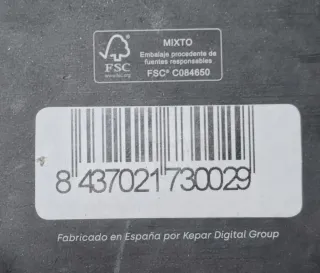 FSC
www.fsc.org
MIXTO
Embalaje procedente de
fuentes responsables
FSC® C084650
8 437021 730029
Fabricado en España por Kepar Digital Group